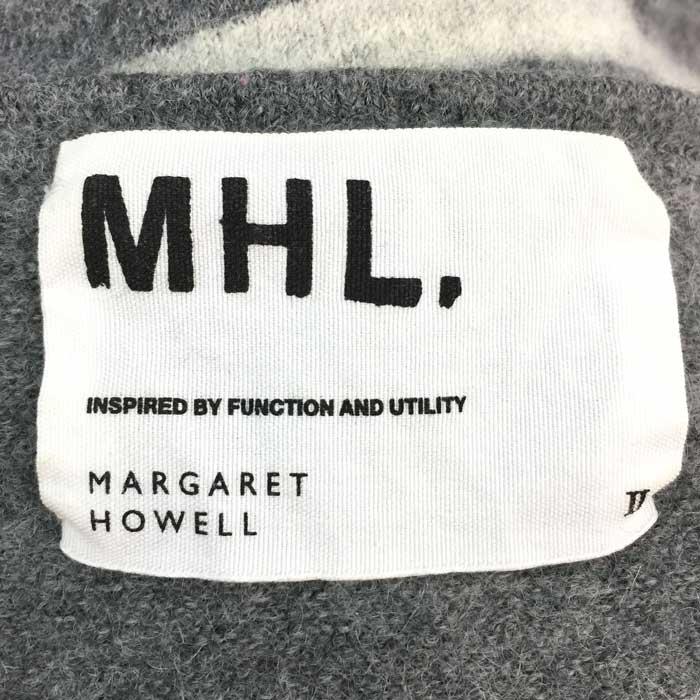 MHL.
INSPIRED BY FUNCTION AND UTILITY
MARGARET
HOWELL
II